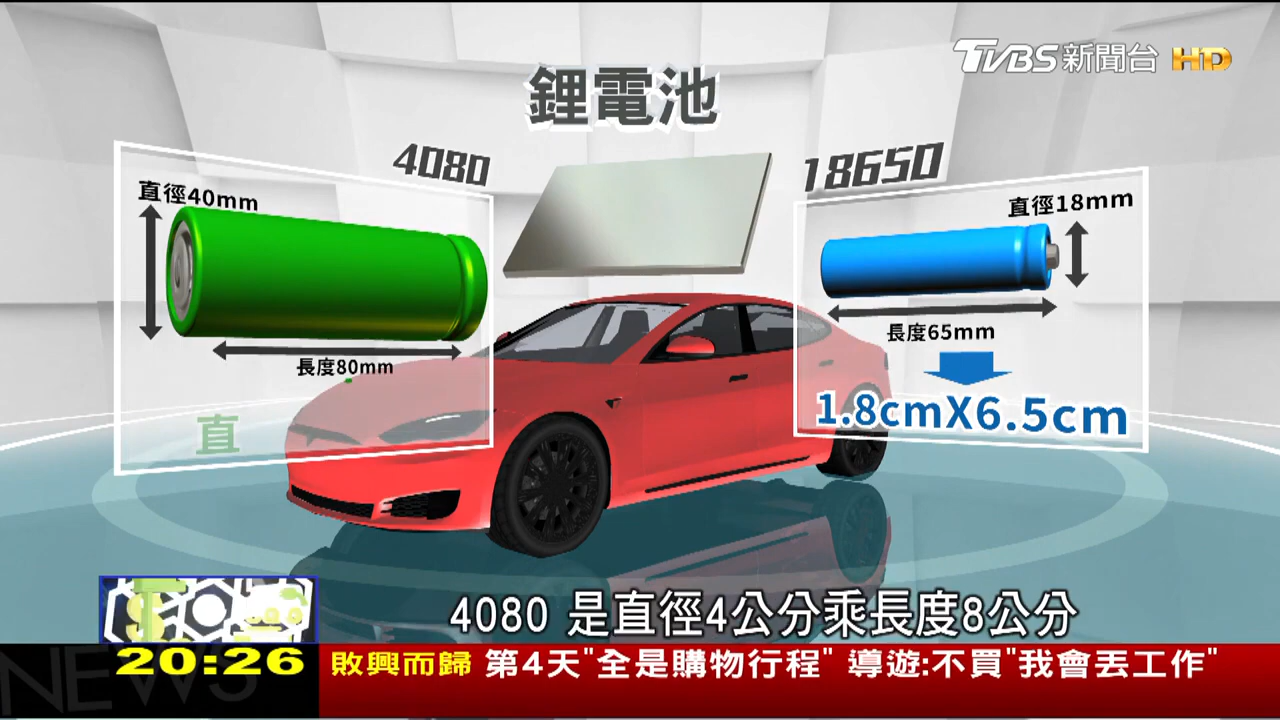 TVBS新聞台 HD
鋰電池
4080
直徑40mm
長度80mm
直
18650
直徑18mm
長度65mm
1.8cmX6.5cm
4080 是直徑4公分乘長度8公分
20:26
敗興而歸 第4天"全是購物行程" 導遊:不買"我會丟工作"
NEWS